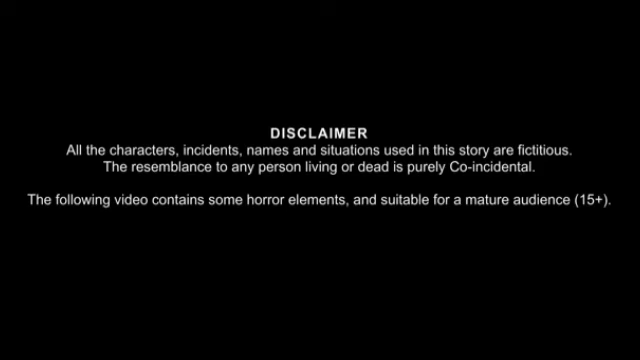 DISCLAIMER
All the characters, incidents, names and situations used in this story are fictitious.
The resemblance to any person living or dead is purely Co-incidental.
The following video contains some horror elements, and suitable for a mature audience (15+).